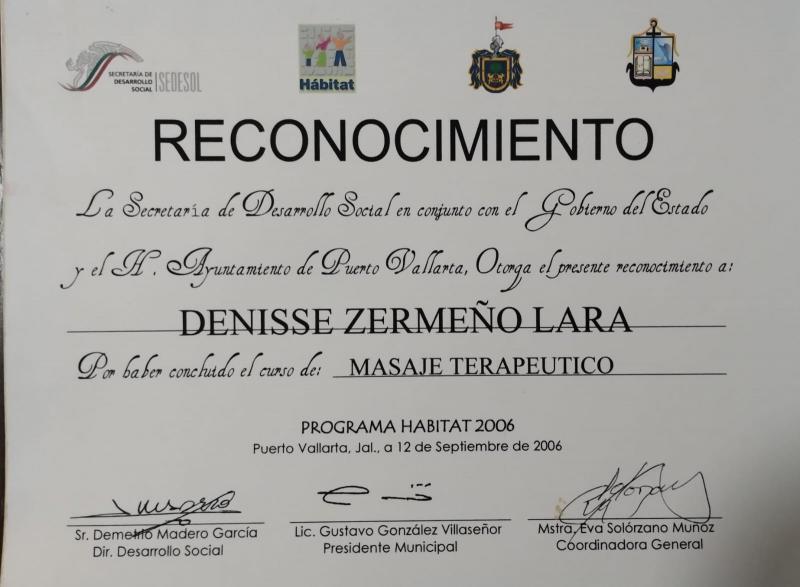 SECRETARÍA DE
DESARROLLO
SOCIAL
SEDESOL
Hábitat
RECONOCIMIENTO
La Secretaría de Desarrollo Social en conjunto con el Gobierno del Estado
y el H. Ayuntamiento de Puerto Vallarta, Otorga el presente reconocimiento a:
DENISSE ZERMEÑO LARA
Por haber concluido el curso de: MASAJE TERAPEUTICO
PROGRAMA HABITAT 2006
Puerto Vallarta, Jal., a 12 de Septiembre de 2006
Sr. Demetrio Madero García
Dir. Desarrollo Social
Lic. Gustavo González Villaseñor
Presidente Municipal
Mstra. Eva Solórzano Muñoz
Coordinadora General